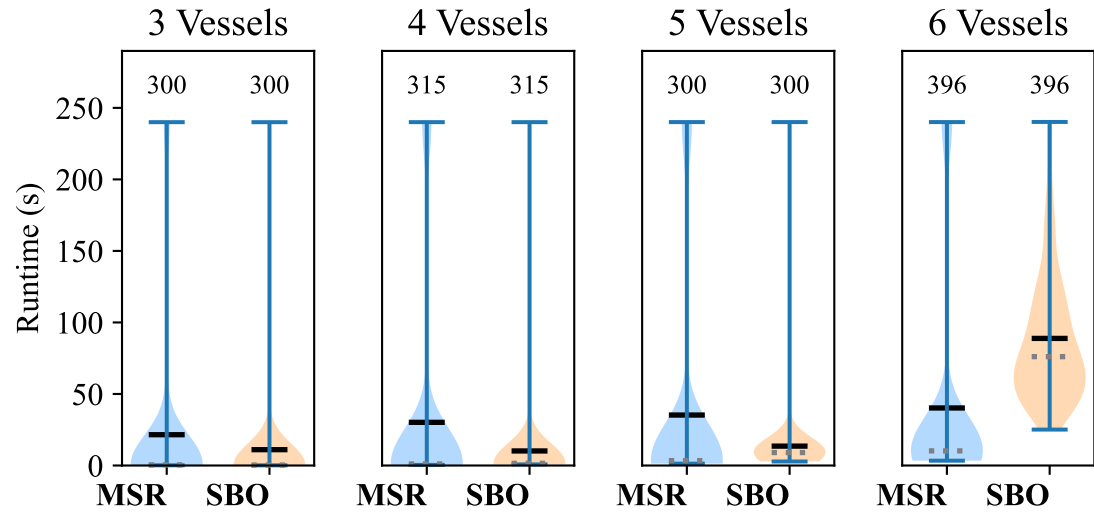 3 Vessels 4 Vessels 5 Vessels 6 Vessels
300 300 315 315 300 300 396 396
250
200
150
100
50
0
Runtime (s)
MSR SBO MSR SBO MSR SBO MSR SBO